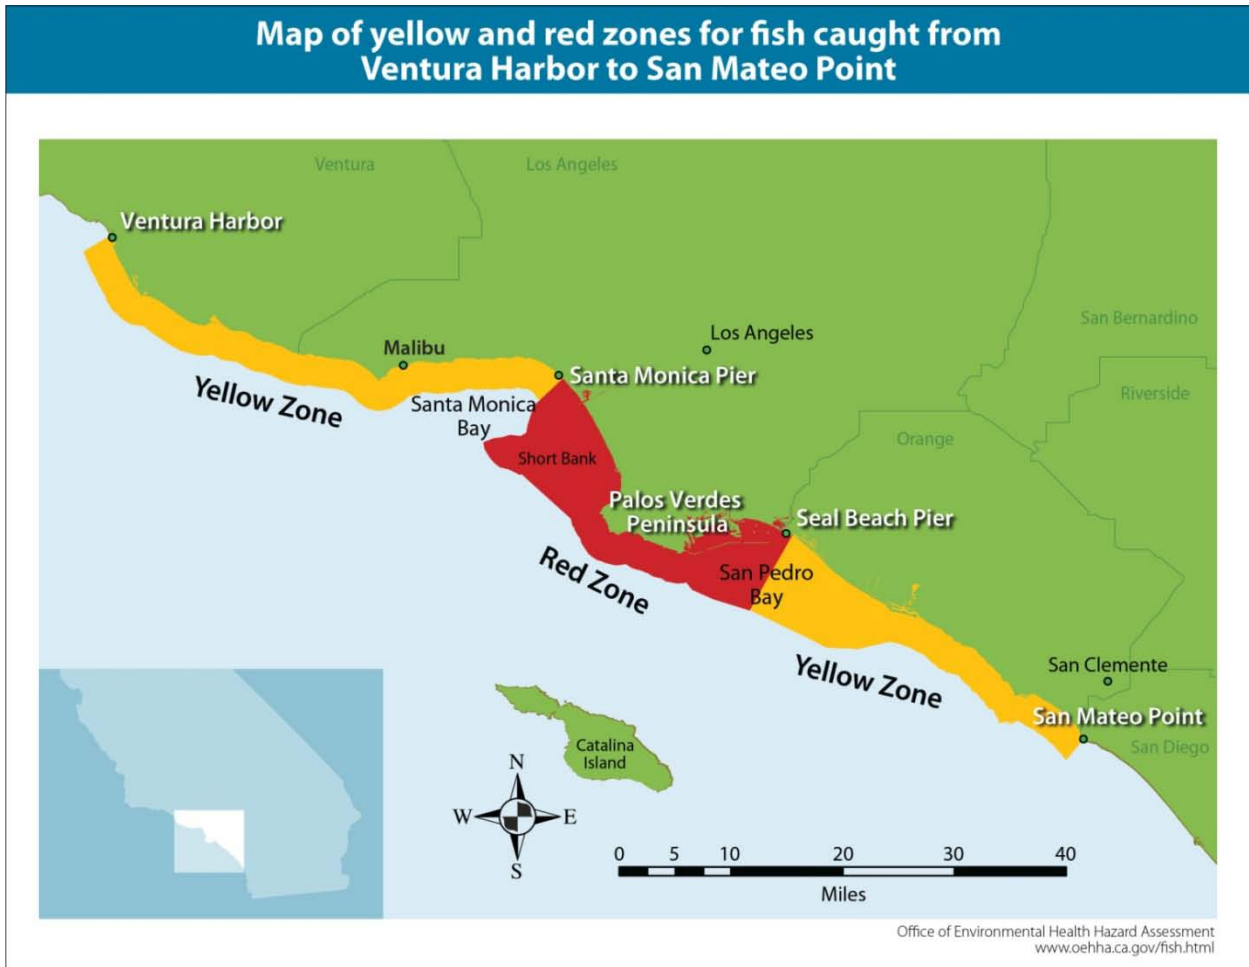 Map of yellow and red zones for fish caught from
Ventura Harbor to San Mateo Point
Ventura
Los Angeles
Ventura Harbor
San Bernardino
Los Angeles
Malibu
Santa Monica Pier
Riverside
Yellow Zone
Santa Monica
Bay
Orange
Short Bank
Palos Verdes
Peninsula
Seal Beach Pier
Red Zone
San Pedro
Bay
Yellow Zone
San Clemente
San Mateo Point
San Diego
Catalina
Island
N
W
E
S
0 5 10 20 30 40
Miles
Office of Environmental Health Hazard Assessment
www.oehha.ca.gov/fish.html